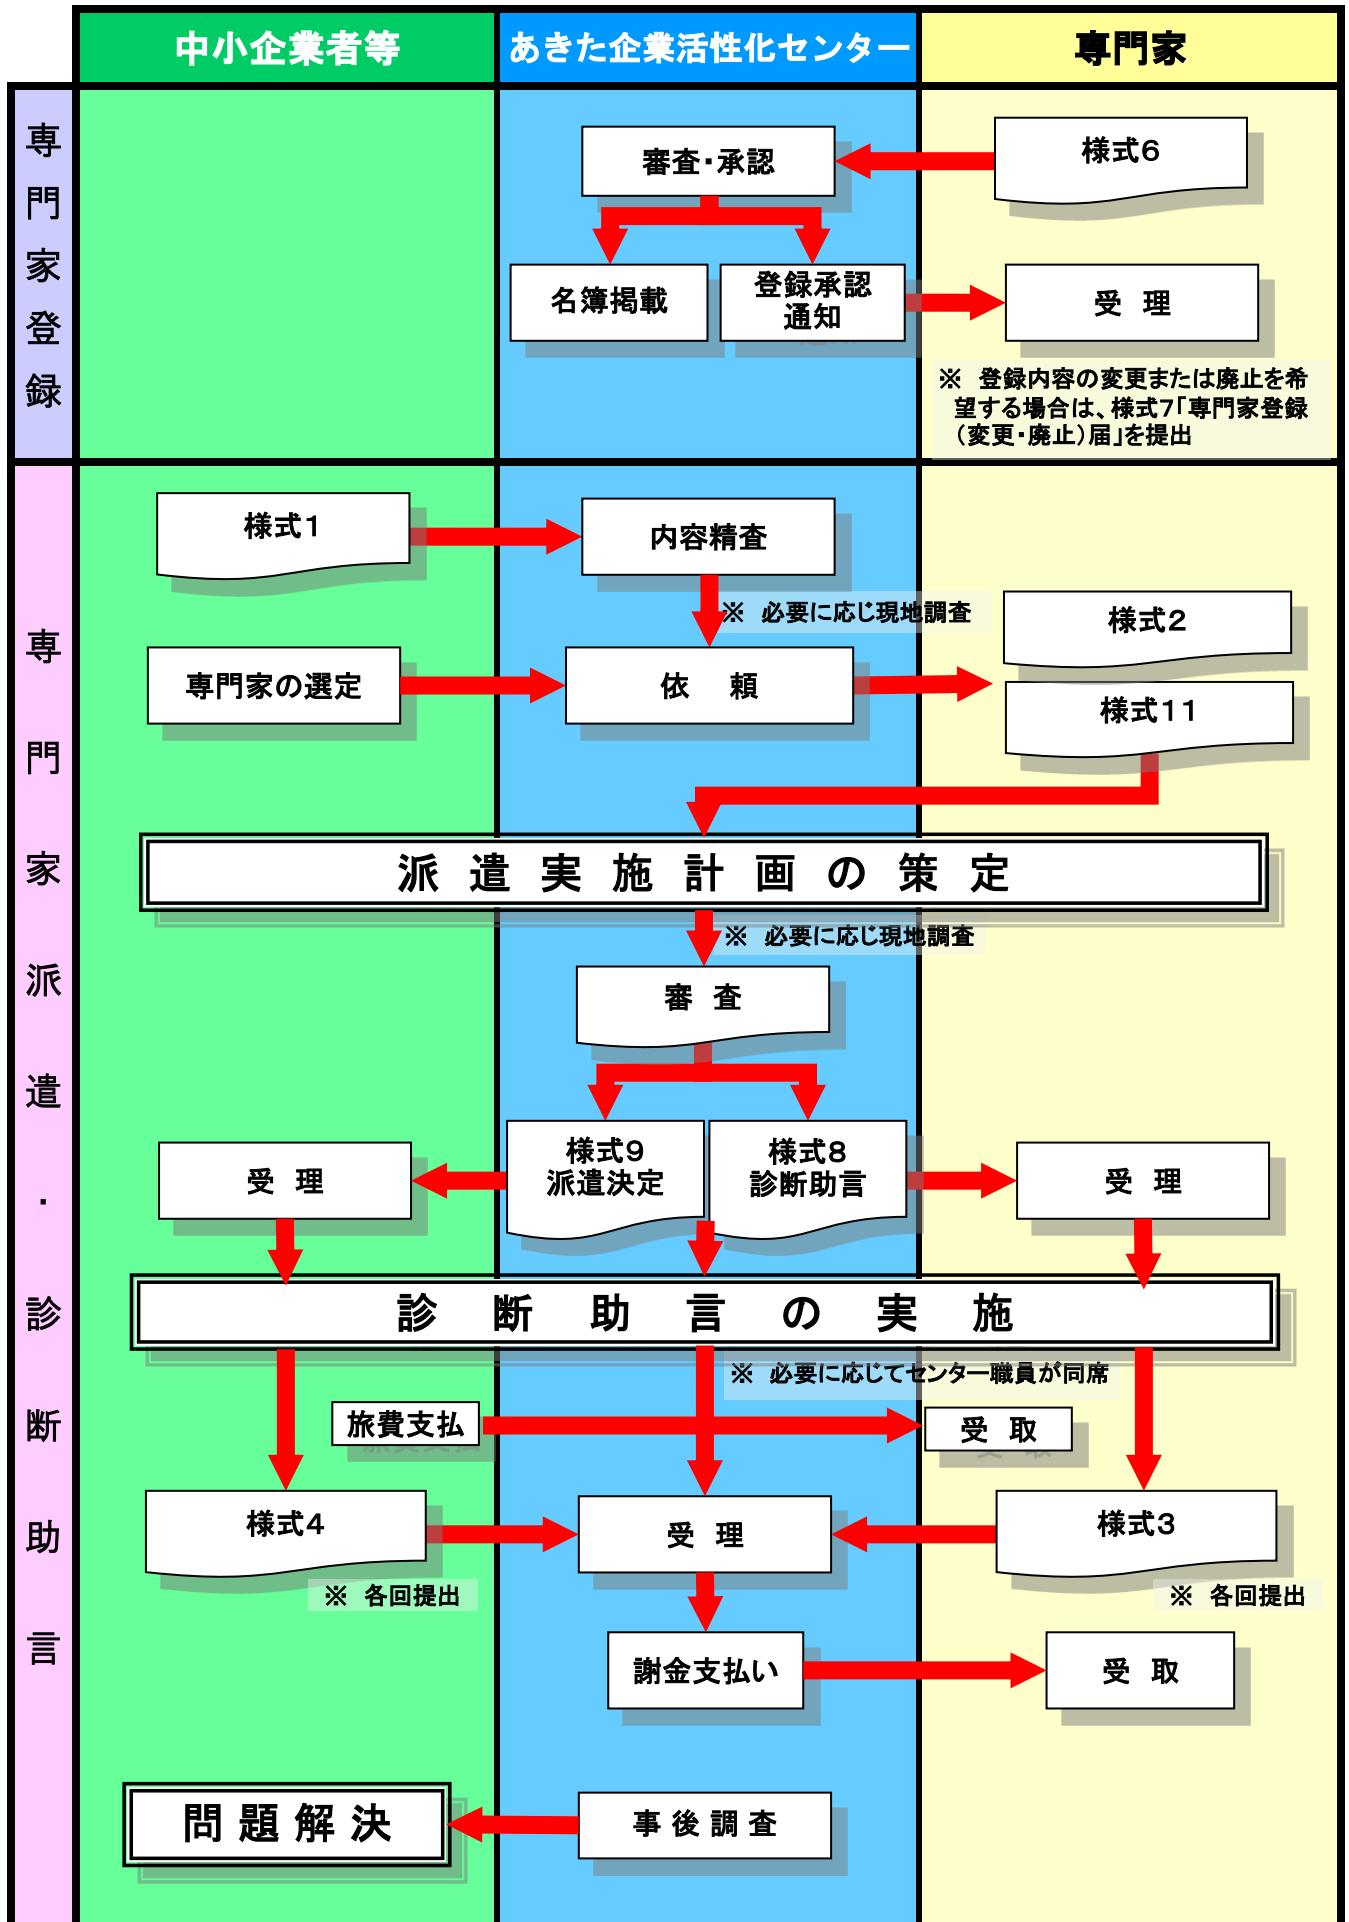 中小企業者等
あきた企業活性化センター
専門家
専門家登録
審査・承認
様式6
名簿掲載
登録承認
通知
受　理
※　登録内容の変更または廃止を希
望する場合は、様式7「専門家登録
（変更・廃止）届」を提出
専門家派遣・診断助言
様式1
内容精査
※　必要に応じ現地調査
様式2
専門家の選定
依　頼
様式11
派遣実施計画の策定
※　必要に応じ現地調査
審　査
様式9
派遣決定
様式8
診断助言
受　理
受　理
診断助言の実施
※　必要に応じてセンター職員が同席
旅費支払
受　取
様式4
受　理
様式3
※　各回提出
※　各回提出
謝金支払い
受　取
問題解決
事後調査